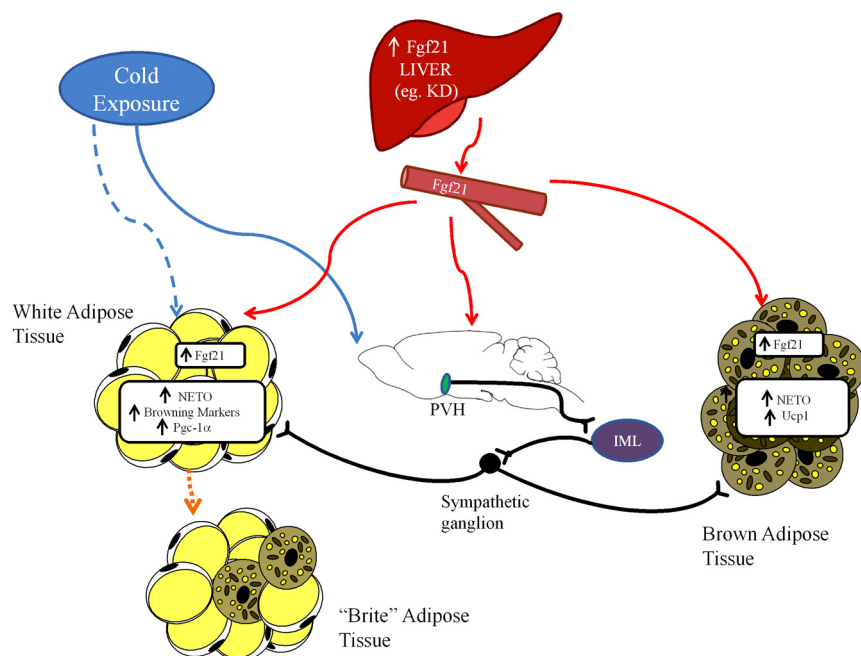 Cold
Exposure
↑ Fgf21
LIVER
(eg. KD)
Fgf21
White Adipose
Tissue
↑ Fgf21
↑ NETO
↑ Browning Markers
↑ Pgc-1α
PVH
IML
Sympathetic
ganglion
↑ Fgf21
↑ NETO
↑ Ucp1
Brown Adipose
Tissue
“Brite” Adipose
Tissue